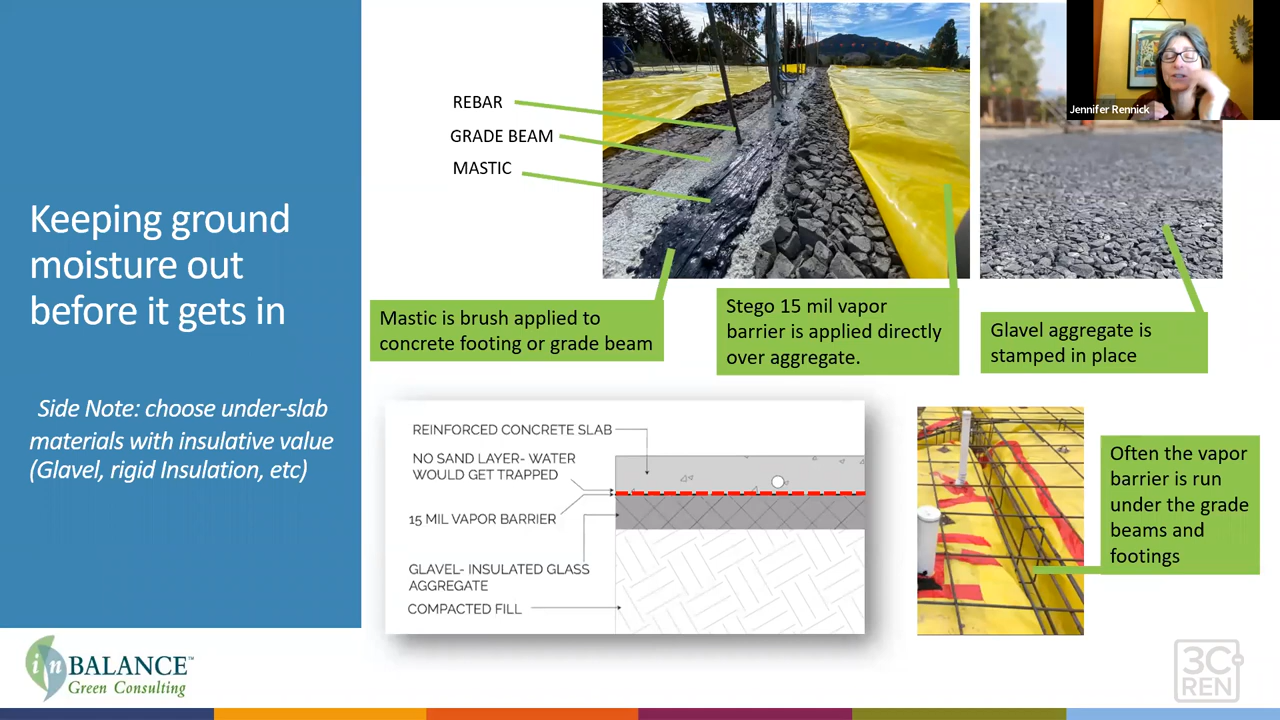 Keeping ground
moisture out
before it gets in
Side Note: choose under-slab
materials with insulative value
(Glavel, rigid Insulation, etc)
REBAR
GRADE BEAM
MASTIC
Jennifer Rennick
Mastic is brush applied to
concrete footing or grade beam
Stego 15 mil vapor
barrier is applied directly
over aggregate.
Glavel aggregate is
stamped in place
REINFORCED CONCRETE SLAB
NO SAND LAYER- WATER
WOULD GET TRAPPED
15 MIL VAPOR BARRIER
GLAVEL- INSULATED GLASS
AGGREGATE
COMPACTED FILL
Often the vapor
barrier is run
under the grade
beams and
footings
in BALANCE™
Green Consulting
3C
REN